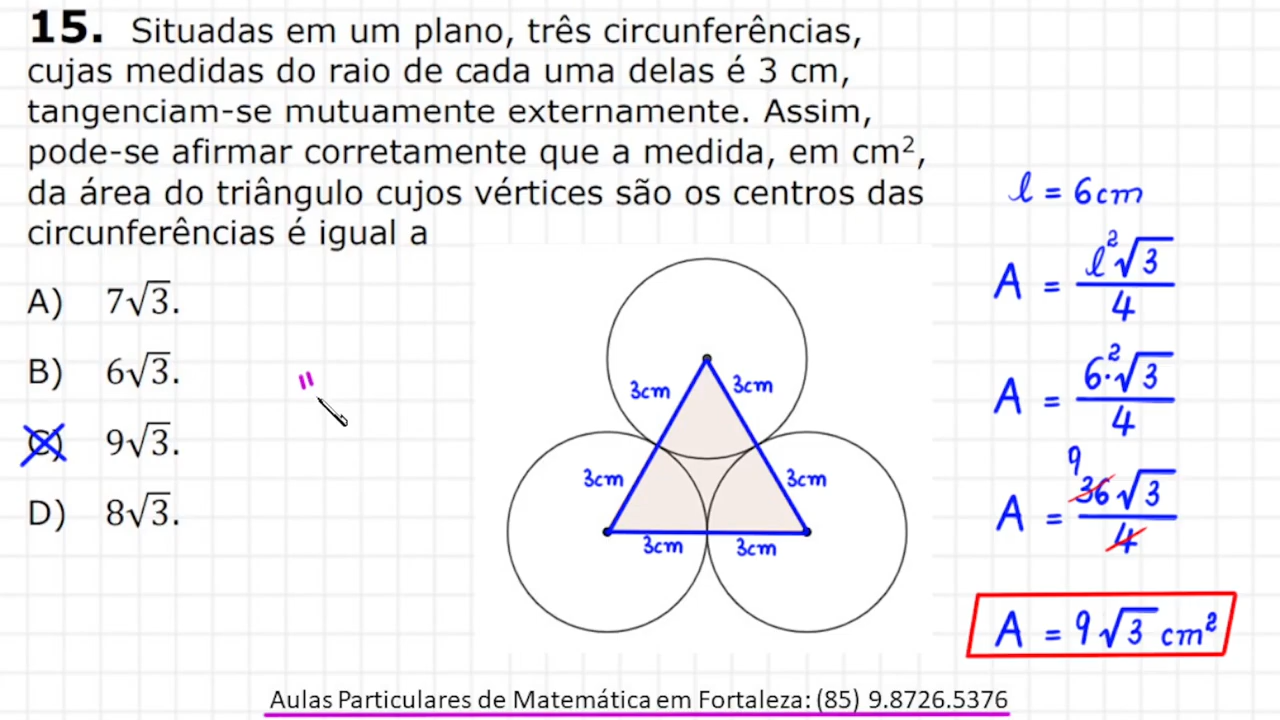 15. Situadas em um plano, três circunferências,
cujas medidas do raio de cada uma delas é 3 cm,
tangenciam-se mutuamente externamente. Assim,
pode-se afirmar corretamente que a medida, em cm²,
da área do triângulo cujos vértices são os centros das
circunferências é igual a
A) 7√3.
B) 6√3.
C) 9√3.
D) 8√3.
3cm 3cm
3cm 3cm
3cm 3cm
l = 6cm
A = l²√3/4
A = 6²·√3/4
9
A = 36√3/4
A = 9√3 cm²
Aulas Particulares de Matemática em Fortaleza: (85) 9.8726.5376